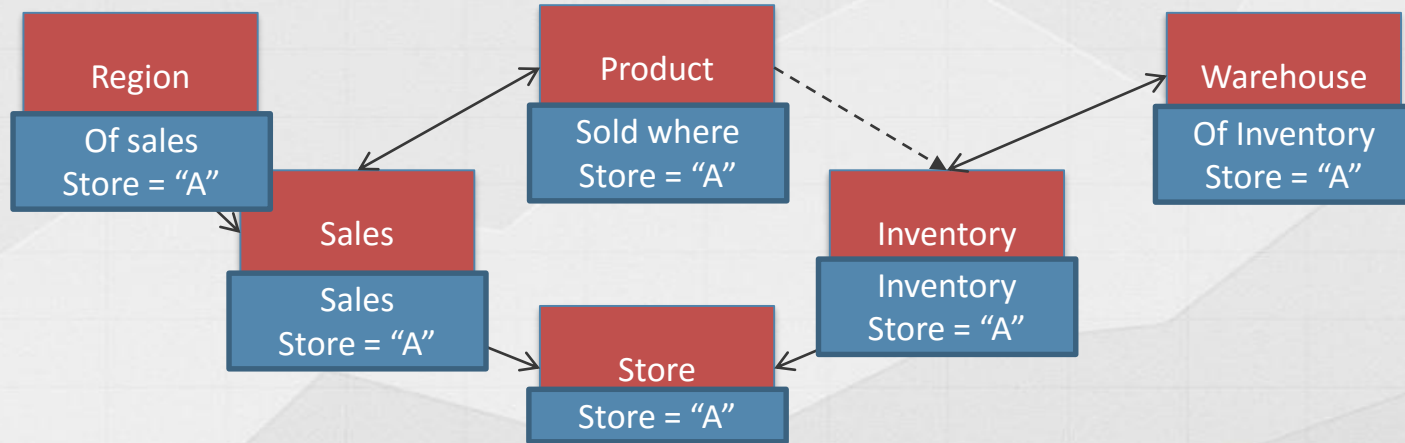 Region
Of sales
Store = “A”
Product
Sold where
Store = “A”
Warehouse
Of Inventory
Store = “A”
Sales
Sales
Store = “A”
Inventory
Inventory
Store = “A”
Store
Store = “A”